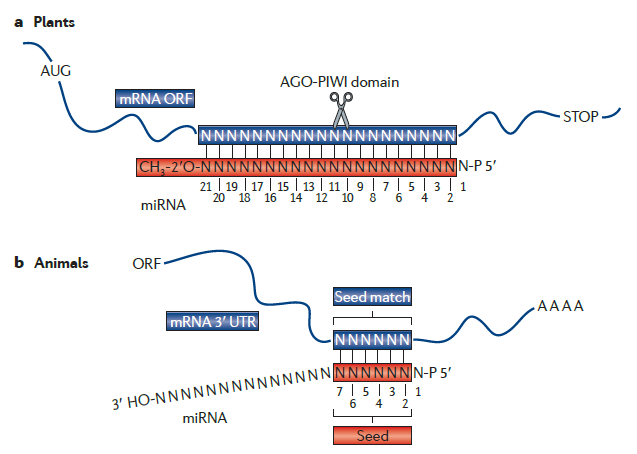 a Plants
AUG
mRNA ORF
AGO-PIWI domain
STOP
NNNNNNNNNNNNNNNNNNNN
CH₃-2′O-NNNNNNNNNNNNNNNNNNNNN-P 5′
21 19 17 15 13 11 9 7 5 3 1
20 18 16 14 12 10 8 6 4 2
miRNA
b Animals
ORF
Seed match
AAAA
mRNA 3′ UTR
NNNNNN
3′ HO-NNNNNNNNNNNNNNNNNNNNN-P 5′
7 5 3 1
6 4 2
miRNA
Seed